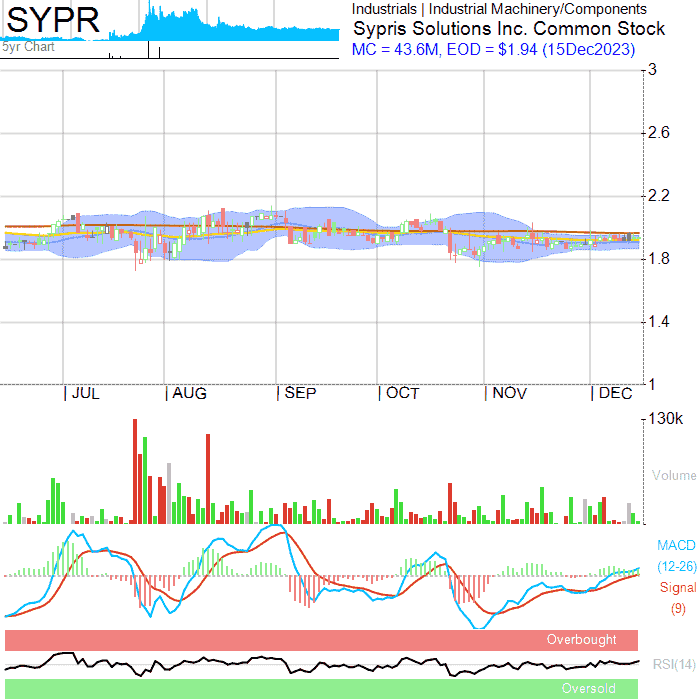 SYPR
5yr Chart
Industrials | Industrial Machinery/Components
Sypris Solutions Inc. Common Stock
MC = 43.6M, EOD = $1.94 (15Dec2023)
3
2.6
2.2
1.8
1.4
1
| JUL | AUG | SEP | OCT | NOV | DEC
130k
Volume
MACD
(12-26)
Signal
(9)
Overbought
RSI(14)
Oversold